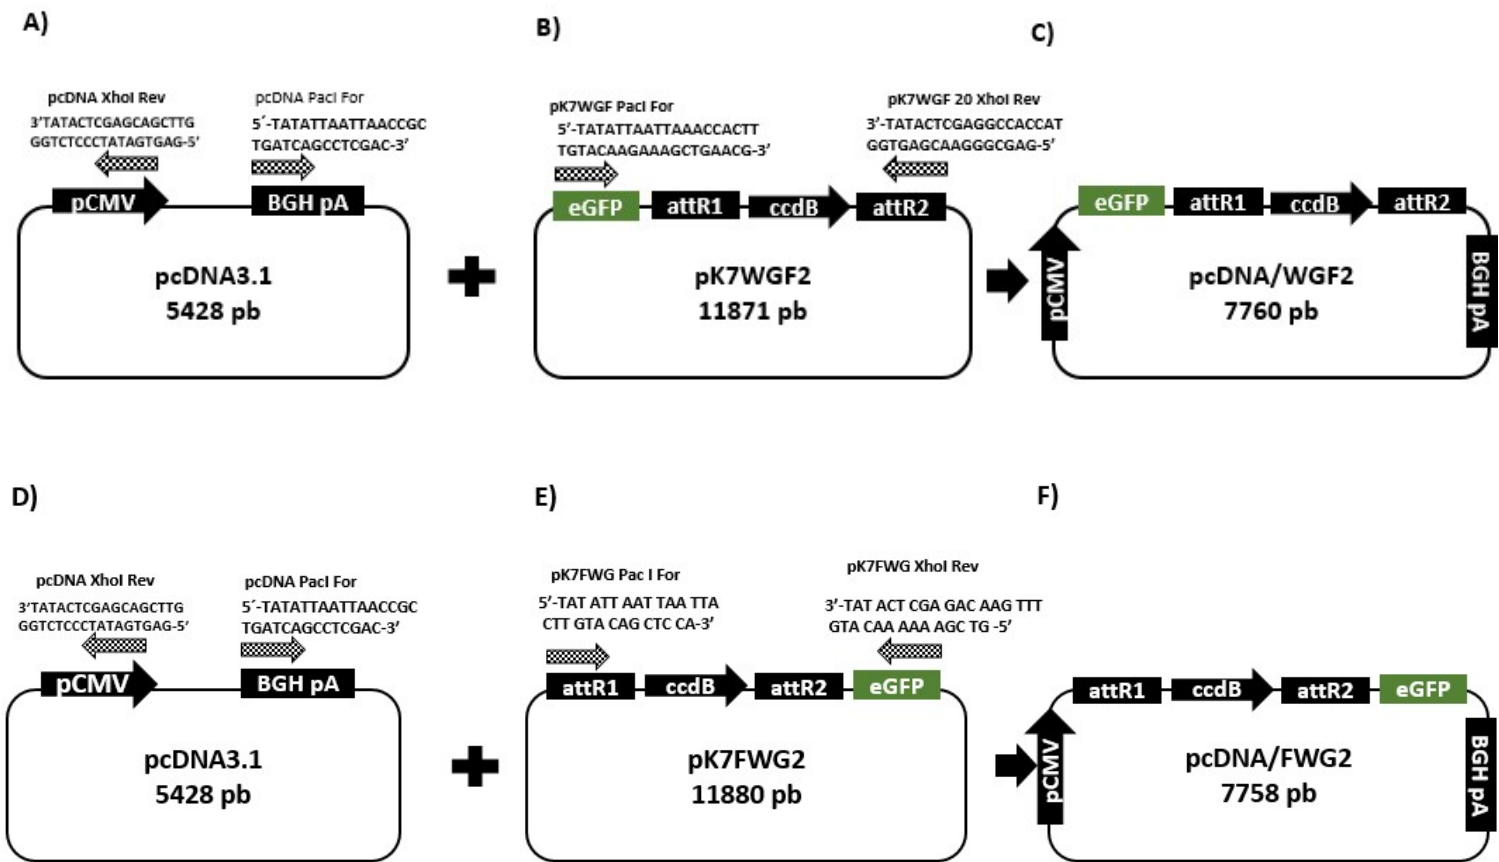 A)
B)
C)
pcDNA XhoI Rev
3’TATACTCGAGCAGCTTG
GGTCTCCCTATAGTGAG-5’
pcDNA PacI For
5´-TATATTAATTAACCGC
TGATCAGCCTCGAC-3’
pK7WGF PacI For
5’-TATATTAATTAAACCACTT
TGTACAAGAAAGCTGAACG-3’
pK7WGF 20 XhoI Rev
3’-TATACTCGAGGCCACCAT
GGTGAGCAAGGGCGAG-5’
pCMV
BGH pA
eGFP
attR1
ccdB
attR2
eGFP
attR1
ccdB
attR2
pcDNA3.1
5428 pb
pK7WGF2
11871 pb
pCMV
pcDNA/WGF2
7760 pb
BGH pA
D)
E)
F)
pcDNA XhoI Rev
3’TATACTCGAGCAGCTTG
GGTCTCCCTATAGTGAG-5’
pcDNA PacI For
5´-TATATTAATTAACCGC
TGATCAGCCTCGAC-3’
pK7FWG Pac I For
5’-TAT ATT AAT TAA TTA
CTT GTA CAG CTC CA-3’
pK7FWG XhoI Rev
3’-TAT ACT CGA GAC AAG TTT
GTA CAA AAA AGC TG -5’
pCMV
BGH pA
attR1
ccdB
attR2
eGFP
attR1
ccdB
attR2
eGFP
pcDNA3.1
5428 pb
pK7FWG2
11880 pb
pCMV
pcDNA/FWG2
7758 pb
BGH pA